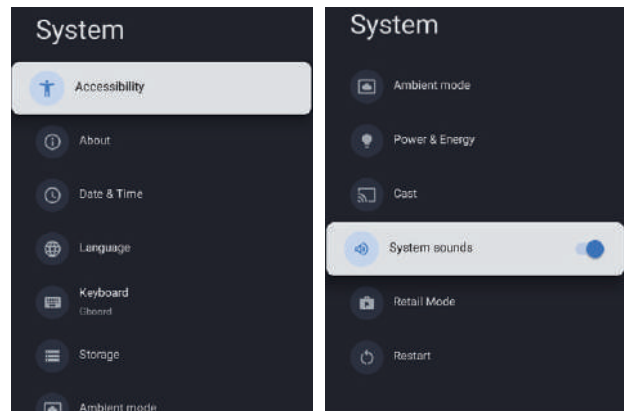 System
Accessibility
About
Date & Time
Language
Keyboard
Gboard
Storage
Ambient mode
System
Ambient mode
Power & Energy
Cast
System sounds
Retail Mode
Restart